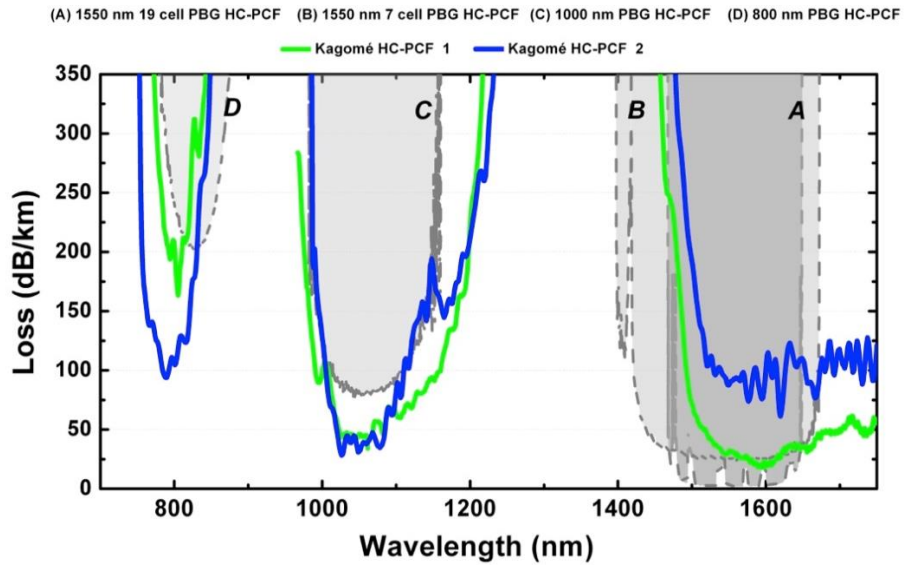 (A) 1550 nm 19 cell PBG HC-PCF (B) 1550 nm 7 cell PBG HC-PCF (C) 1000 nm PBG HC-PCF (D) 800 nm PBG HC-PCF
Kagomé HC-PCF 1 Kagomé HC-PCF 2
350
300
250
200
150
100
50
0
Loss (dB/km)
D
C
B
A
800 1000 1200 1400 1600
Wavelength (nm)